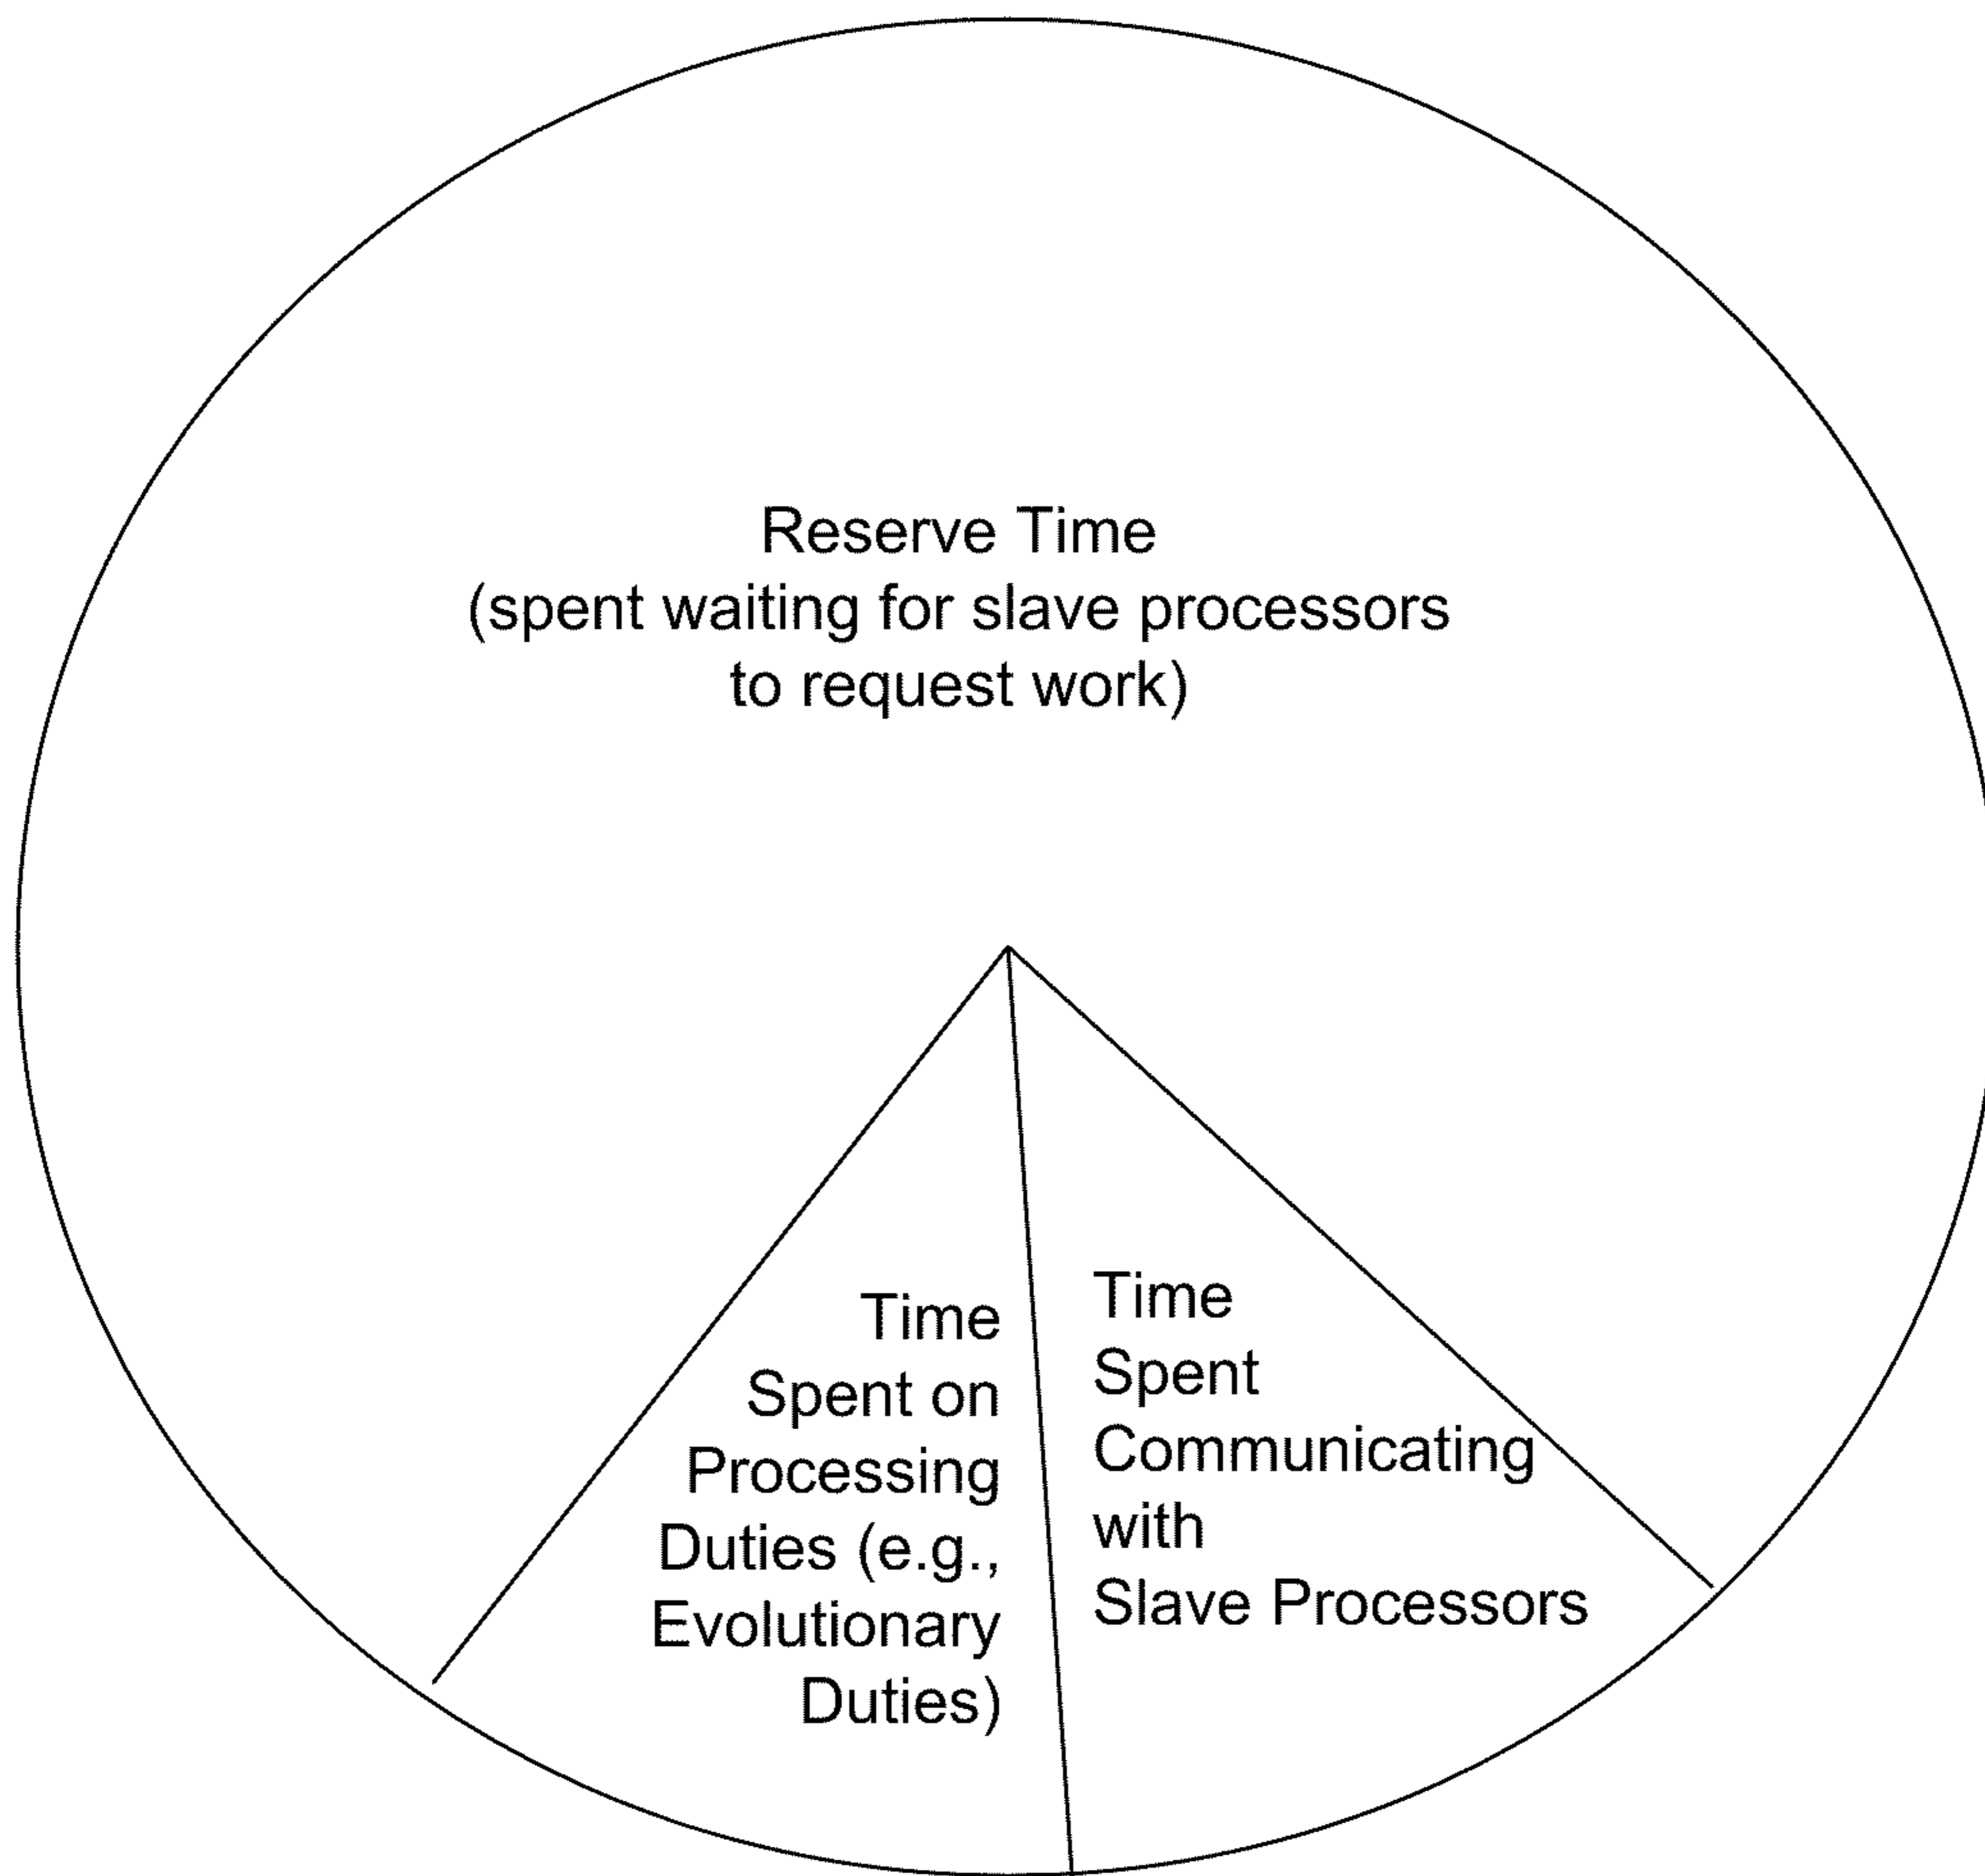 Reserve Time
(spent waiting for slave processors
to request work)
Time
Spent on
Processing
Duties (e.g.,
Evolutionary
Duties)
Time
Spent
Communicating
with
Slave Processors